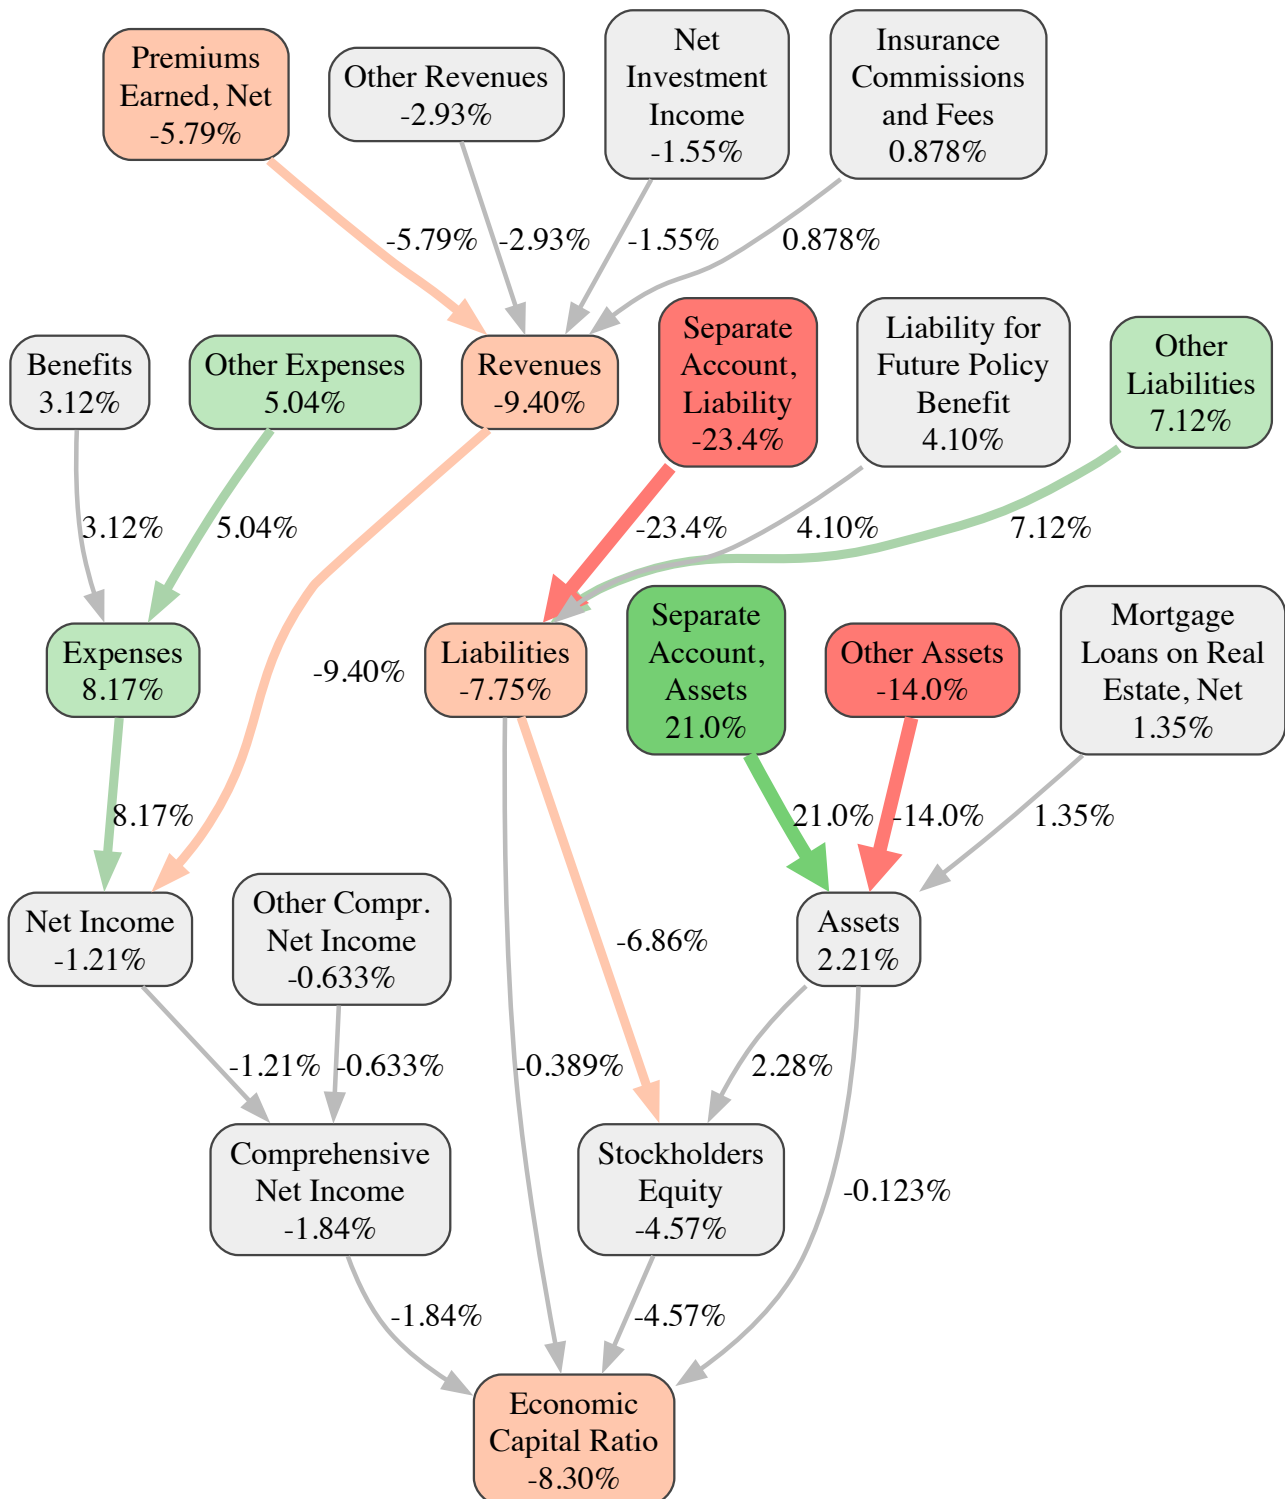 Premiums
Earned, Net
-5.79%
Other Revenues
-2.93%
Net
Investment
Income
-1.55%
Insurance
Commissions
and Fees
0.878%
-5.79%
-2.93%
-1.55%
0.878%
Benefits
3.12%
Other Expenses
5.04%
Revenues
-9.40%
Separate
Account,
Liability
-23.4%
Liability for
Future Policy
Benefit
4.10%
Other
Liabilities
7.12%
3.12%
5.04%
-23.4%
4.10%
7.12%
Expenses
8.17%
-9.40%
Liabilities
-7.75%
Separate
Account,
Assets
21.0%
Other Assets
-14.0%
Mortgage
Loans on Real
Estate, Net
1.35%
8.17%
21.0%
-14.0%
1.35%
Net Income
-1.21%
Other Compr.
Net Income
-0.633%
-6.86%
Assets
2.21%
-1.21%
-0.633%
-0.389%
2.28%
Comprehensive
Net Income
-1.84%
Stockholders
Equity
-4.57%
-0.123%
-1.84%
-4.57%
Economic
Capital Ratio
-8.30%